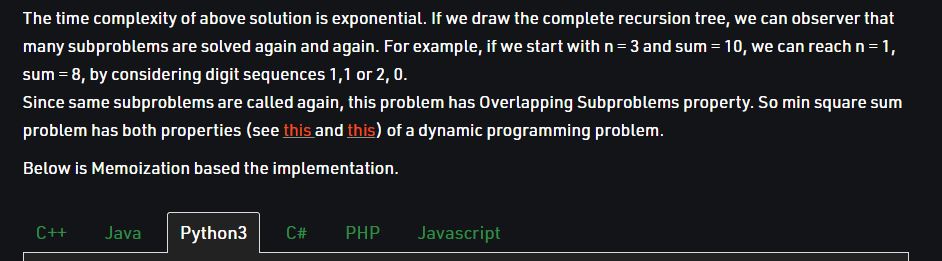 The time complexity of above solution is exponential. If we draw the complete recursion tree, we can observer that
many subproblems are solved again and again. For example, if we start with n = 3 and sum = 10, we can reach n = 1,
sum = 8, by considering digit sequences 1,1 or 2, 0.
Since same subproblems are called again, this problem has Overlapping Subproblems property. So min square sum
problem has both properties (see this and this) of a dynamic programming problem.
Below is Memoization based the implementation.
C++ Java Python3 C# PHP Javascript